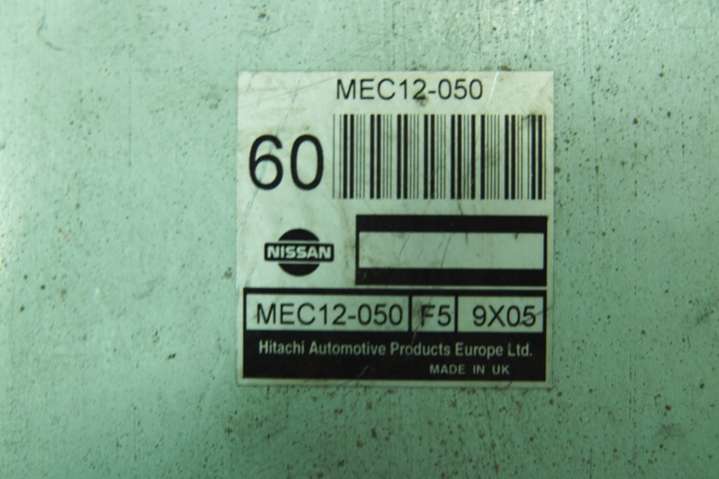 MEC12-050
60
NISSAN
MEC12-050 F5 9X05
Hitachi Automotive Products Europe Ltd.
MADE IN UK